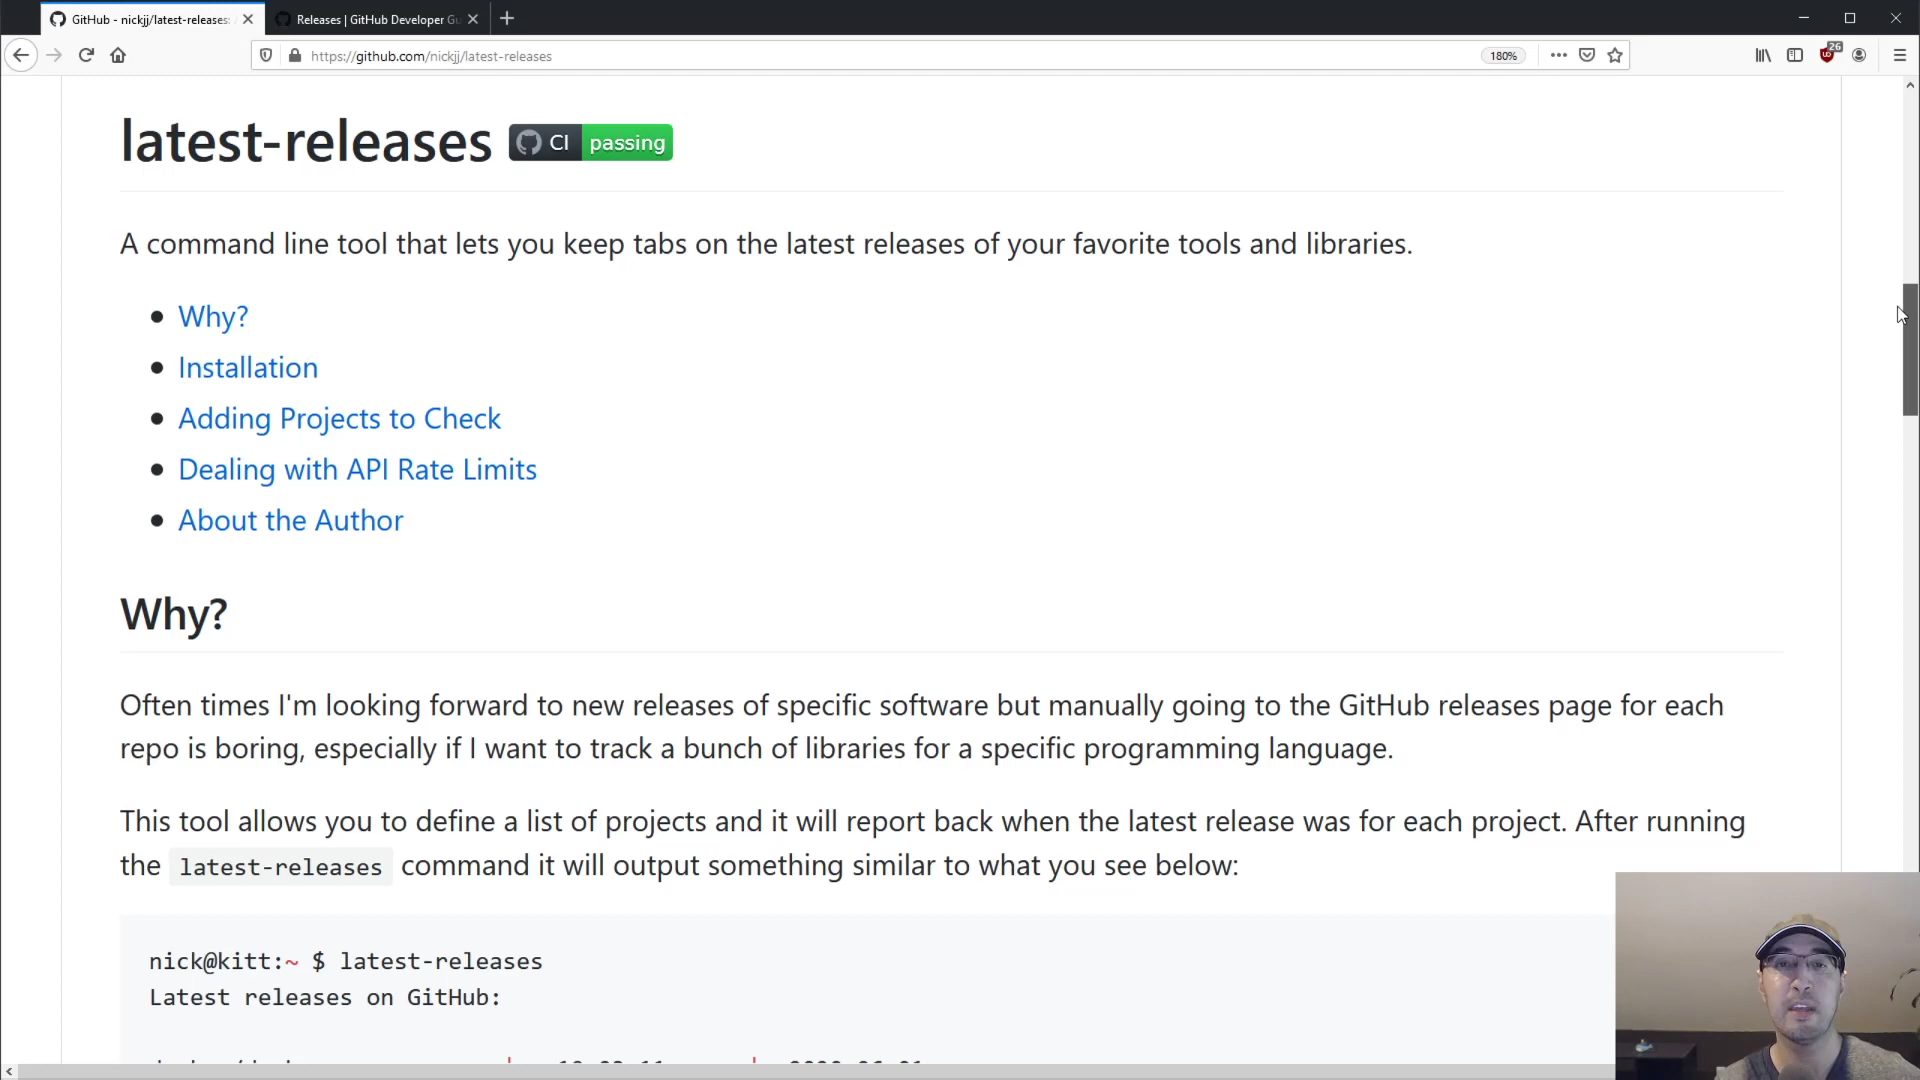 GitHub - nickjj/latest-releases:
Releases | GitHub Developer Gu
https://github.com/nickjj/latest-releases
180%
26
latest-releases CI passing
A command line tool that lets you keep tabs on the latest releases of your favorite tools and libraries.
Why?
Installation
Adding Projects to Check
Dealing with API Rate Limits
About the Author
Why?
Often times I'm looking forward to new releases of specific software but manually going to the GitHub releases page for each
repo is boring, especially if I want to track a bunch of libraries for a specific programming language.
This tool allows you to define a list of projects and it will report back when the latest release was for each project. After running
the latest-releases command it will output something similar to what you see below:
nick@kitt:~ $ latest-releases
Latest releases on GitHub: